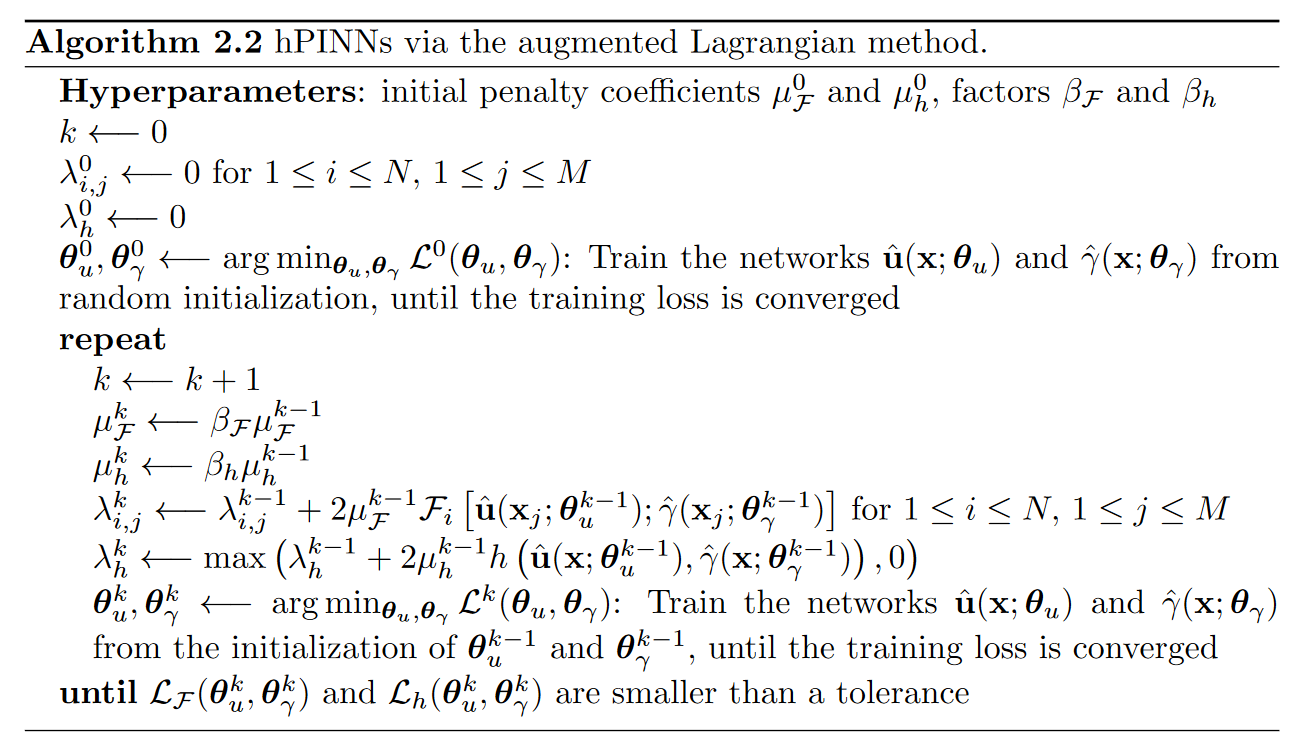 Algorithm 2.2 hPINNs via the augmented Lagrangian method.
Hyperparameters: initial penalty coefficients $\mu_{\mathcal{F}}^0$ and $\mu_h^0$, factors $\beta_{\mathcal{F}}$ and $\beta_h$
$k \longleftarrow 0$
$\lambda_{i,j}^0 \longleftarrow 0$ for $1 \leq i \leq N$, $1 \leq j \leq M$
$\lambda_h^0 \longleftarrow 0$
$\boldsymbol{\theta}_u^0, \boldsymbol{\theta}_\gamma^0 \longleftarrow \arg\min_{\boldsymbol{\theta}_u, \boldsymbol{\theta}_\gamma} \mathcal{L}^0(\boldsymbol{\theta}_u, \boldsymbol{\theta}_\gamma)$: Train the networks $\hat{\mathbf{u}}(\mathbf{x}; \boldsymbol{\theta}_u)$ and $\hat{\gamma}(\mathbf{x}; \boldsymbol{\theta}_\gamma)$ from
random initialization, until the training loss is converged
repeat
$k \longleftarrow k + 1$
$\mu_{\mathcal{F}}^k \longleftarrow \beta_{\mathcal{F}} \mu_{\mathcal{F}}^{k-1}$
$\mu_h^k \longleftarrow \beta_h \mu_h^{k-1}$
$\lambda_{i,j}^k \longleftarrow \lambda_{i,j}^{k-1} + 2\mu_{\mathcal{F}}^{k-1} \mathcal{F}_i \left[ \hat{\mathbf{u}}(\mathbf{x}_j; \boldsymbol{\theta}_u^{k-1}); \hat{\gamma}(\mathbf{x}_j; \boldsymbol{\theta}_\gamma^{k-1}) \right]$ for $1 \leq i \leq N$, $1 \leq j \leq M$
$\lambda_h^k \longleftarrow \max \left( \lambda_h^{k-1} + 2\mu_h^{k-1} h \left( \hat{\mathbf{u}}(\mathbf{x}; \boldsymbol{\theta}_u^{k-1}), \hat{\gamma}(\mathbf{x}; \boldsymbol{\theta}_\gamma^{k-1}) \right), 0 \right)$
$\boldsymbol{\theta}_u^k, \boldsymbol{\theta}_\gamma^k \longleftarrow \arg\min_{\boldsymbol{\theta}_u, \boldsymbol{\theta}_\gamma} \mathcal{L}^k(\boldsymbol{\theta}_u, \boldsymbol{\theta}_\gamma)$: Train the networks $\hat{\mathbf{u}}(\mathbf{x}; \boldsymbol{\theta}_u)$ and $\hat{\gamma}(\mathbf{x}; \boldsymbol{\theta}_\gamma)$
from the initialization of $\boldsymbol{\theta}_u^{k-1}$ and $\boldsymbol{\theta}_\gamma^{k-1}$, until the training loss is converged
until $\mathcal{L}_{\mathcal{F}}(\boldsymbol{\theta}_u^k, \boldsymbol{\theta}_\gamma^k)$ and $\mathcal{L}_h(\boldsymbol{\theta}_u^k, \boldsymbol{\theta}_\gamma^k)$ are smaller than a tolerance